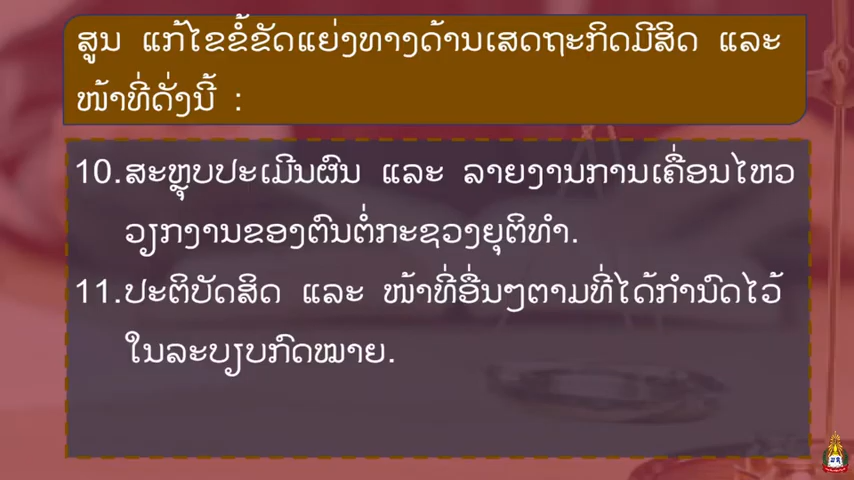 ສູນ ແກ້ໄຂຂໍ້ຂັດແຍ່ງທາງດ້ານເສດຖະກິດມີສິດ ແລະ
ໜ້າທີ່ດັ່ງນີ້ :
10. ສະຫຼຸບປະເມີນຜົນ ແລະ ລາຍງານການເຄື່ອນໄຫວ
ວຽກງານຂອງຕົນຕໍ່ກະຊວງຍຸຕິທຳ.
11. ປະຕິບັດສິດ ແລະ ໜ້າທີ່ອື່ນໆຕາມທີ່ໄດ້ກຳນົດໄວ້
ໃນລະບຽບກົດໝາຍ.